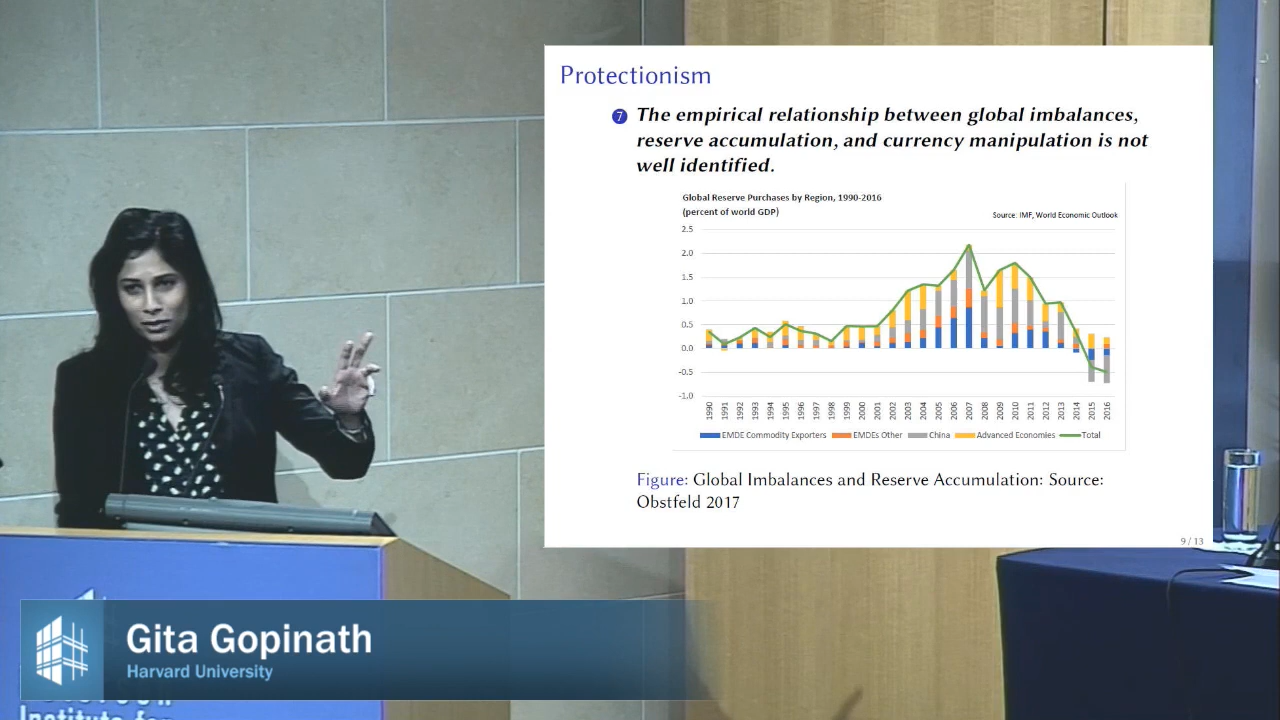 Protectionism
7 The empirical relationship between global imbalances,
reserve accumulation, and currency manipulation is not
well identified.
Global Reserve Purchases by Region, 1990-2016
(percent of world GDP)
Source: IMF, World Economic Outlook
2.5
2.0
1.5
1.0
0.5
0.0
-0.5
-1.0
1990 1991 1992 1993 1994 1995 1996 1997 1998 1999 2000 2001 2002 2003 2004 2005 2006 2007 2008 2009 2010 2011 2012 2013 2014 2015 2016
EMDE Commodity Exporters EMDEs Other China Advanced Economies Total
Figure: Global Imbalances and Reserve Accumulation: Source:
Obstfeld 2017
9 / 13
Gita Gopinath
Harvard University
Institute for